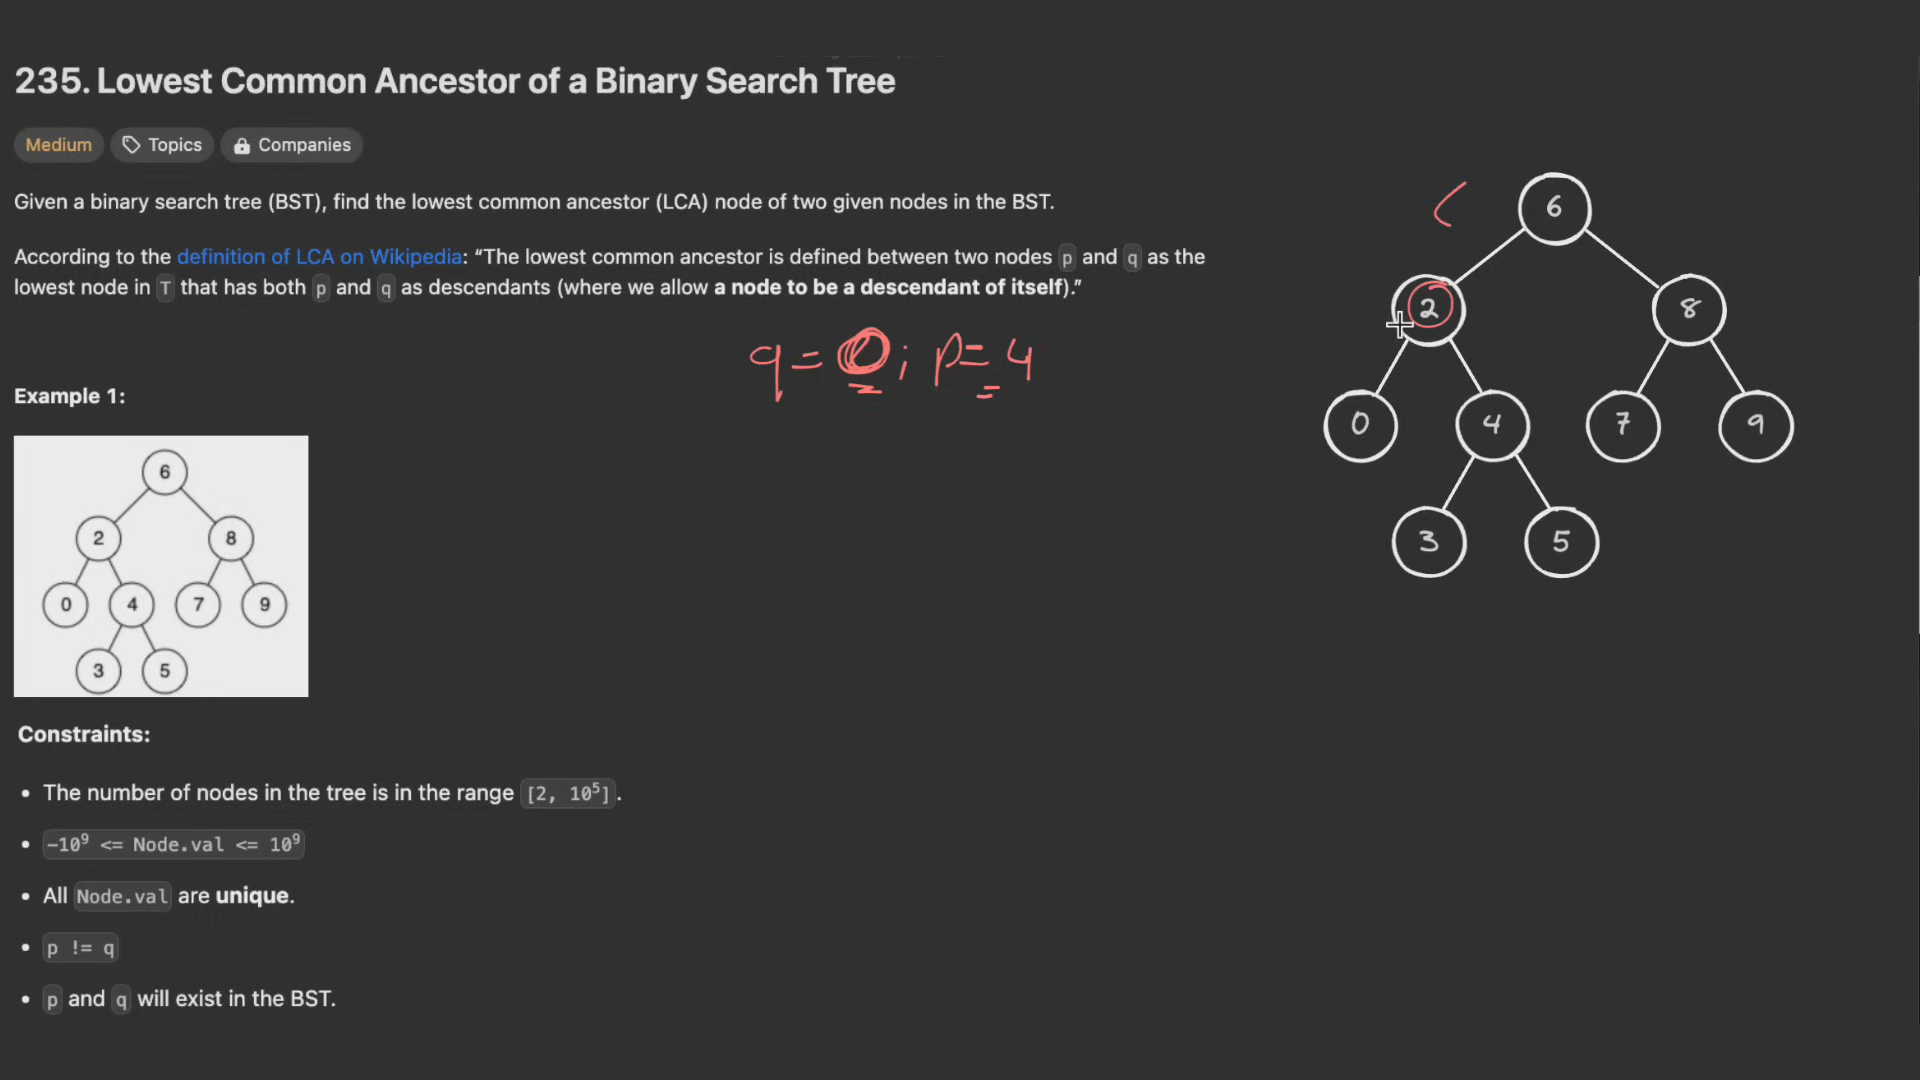 235. Lowest Common Ancestor of a Binary Search Tree
Medium Topics Companies
Given a binary search tree (BST), find the lowest common ancestor (LCA) node of two given nodes in the BST.
According to the definition of LCA on Wikipedia: “The lowest common ancestor is defined between two nodes p and q as the
lowest node in T that has both p and q as descendants (where we allow a node to be a descendant of itself).”
q = 0; p = 4
Example 1:
6
2 8
0 4 7 9
3 5
6
2 8
0 4 7 9
3 5
Constraints:
• The number of nodes in the tree is in the range [2, 10⁵].
• -10⁹ <= Node.val <= 10⁹
• All Node.val are unique.
• p != q
• p and q will exist in the BST.